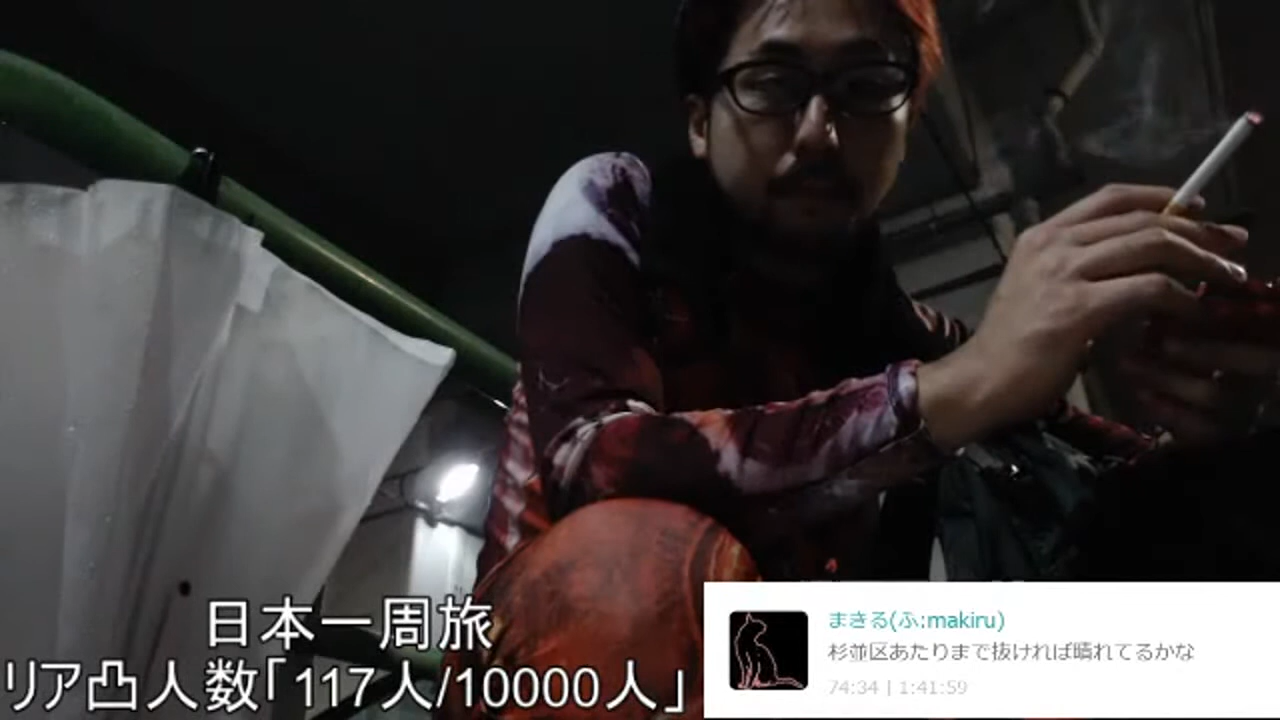 日本一周旅
リア凸人数「117人/10000人」
まきる(ふ:makiru)
杉並区あたりまで抜ければ晴れてるかな
74:34 | 1:41:59